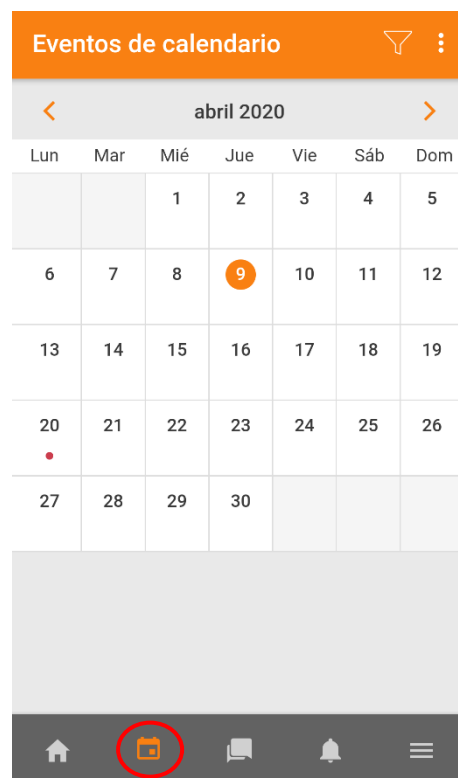 Eventos de calendario
abril 2020
Lun Mar Mié Jue Vie Sáb Dom
1 2 3 4 5
6 7 8 9 10 11 12
13 14 15 16 17 18 19
20 21 22 23 24 25 26
27 28 29 30